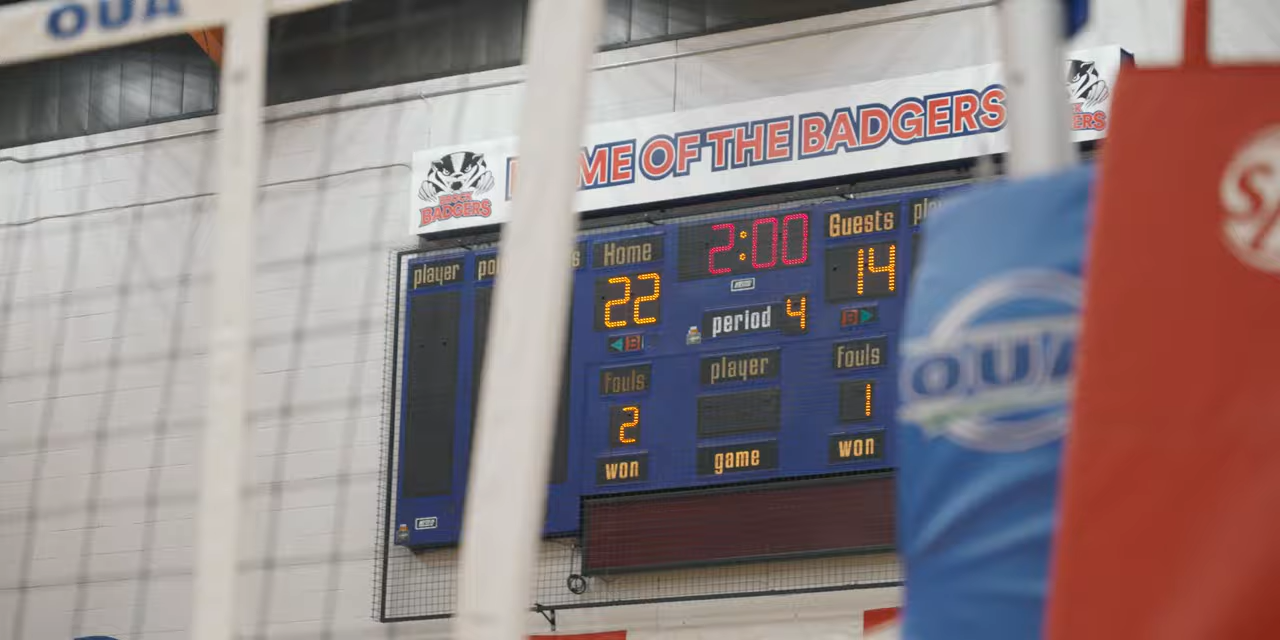 OUA
ME OF THE BADGERS
BROCK
BADGERS
player
Home
2:00
Guests
22
14
period 4
Fouls
player
Fouls
2
1
won
game
won
OUA